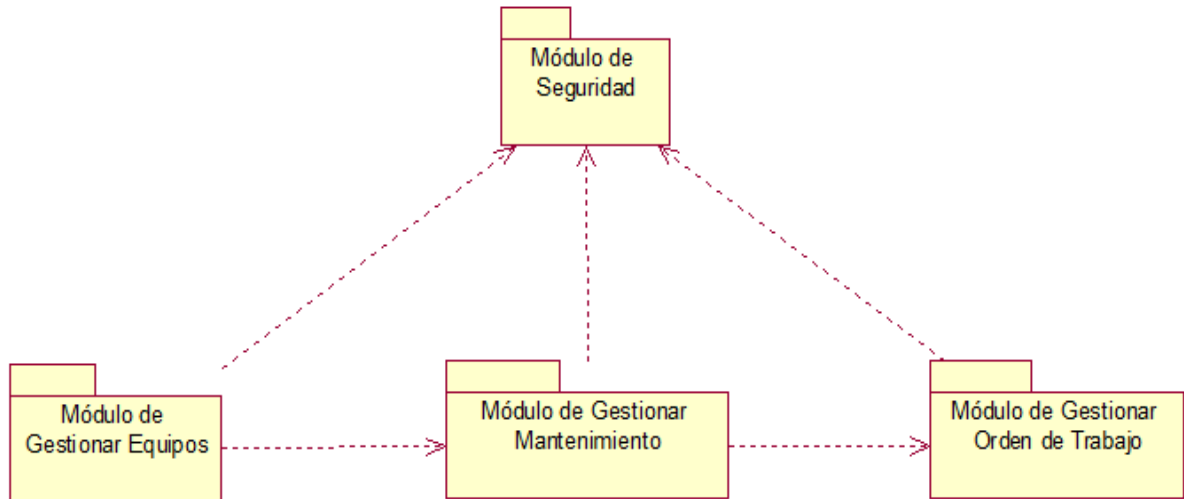 Módulo de
Seguridad
Módulo de
Gestionar Equipos
Módulo de Gestionar
Mantenimiento
Módulo de Gestionar
Orden de Trabajo